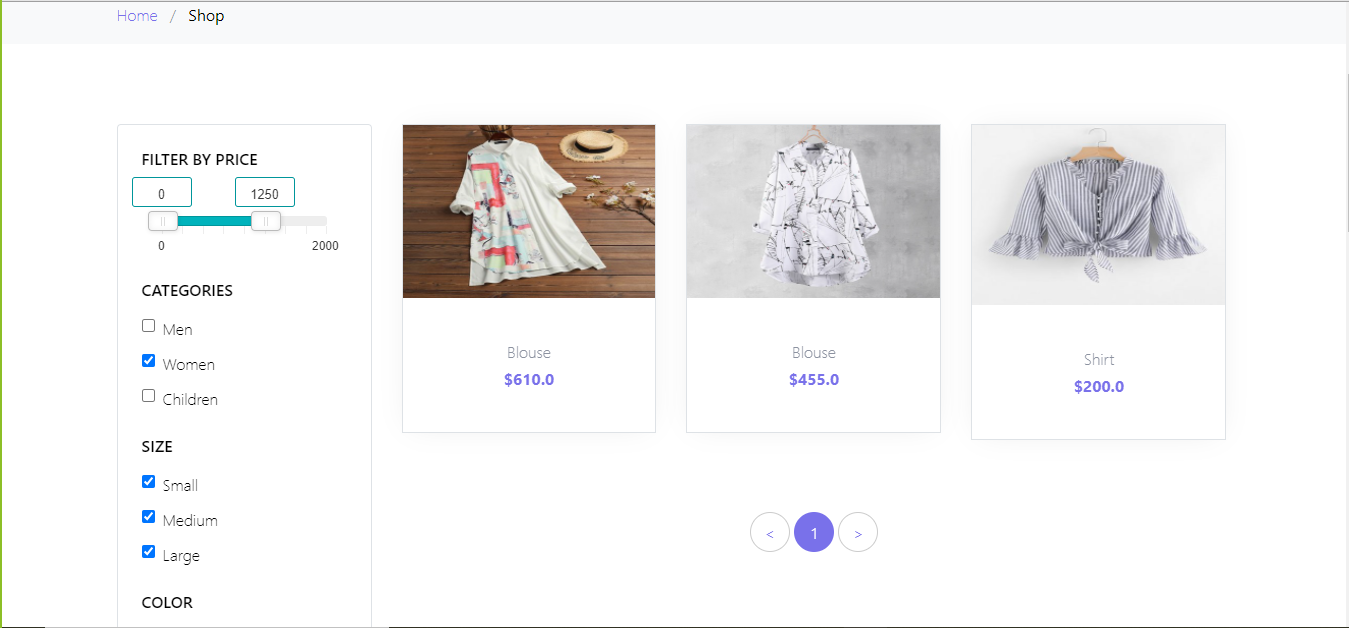 Home / Shop
FILTER BY PRICE
0 1250
0 2000
CATEGORIES
Men
Women
Children
SIZE
Small
Medium
Large
COLOR
Blouse
$610.0
Blouse
$455.0
Shirt
$200.0
< 1 >